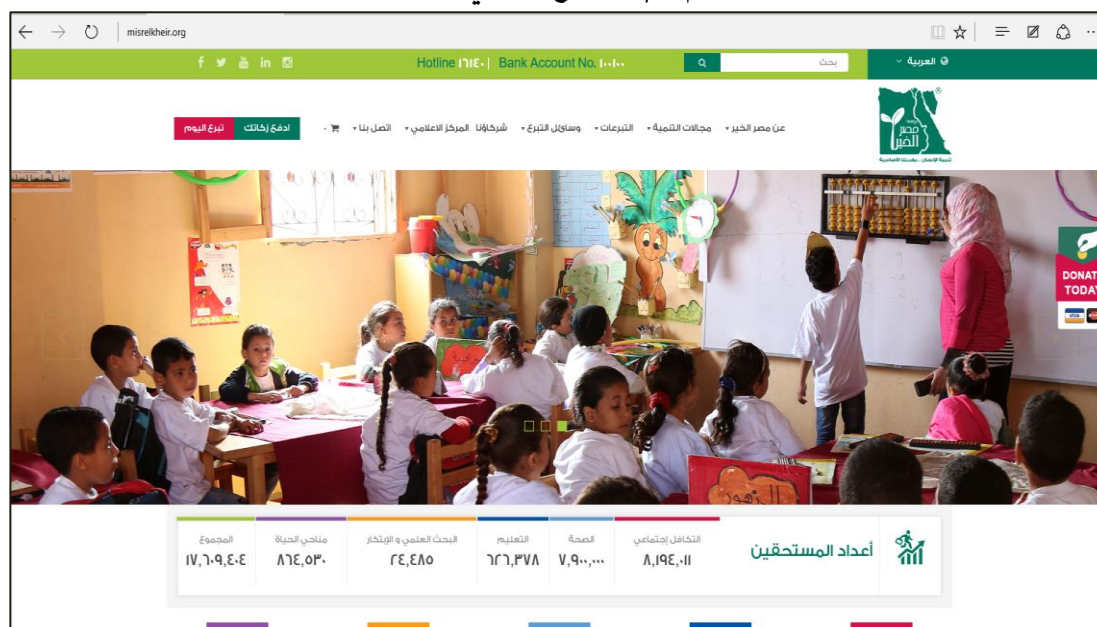 misrelkheir.org
Hotline ١٦١٤٠ | Bank Account No. ١٠٠١٠٠
بحث
العربية
عن مصر الخير
مجالات التنمية
التبرعات
وسائل التبرع
شركاؤنا
المركز الاعلامي
اتصل بنا
ادفع زكاتك
تبرع اليوم
مصر الخير
DONATE TODAY
VISA
الزهور
أعداد المستحقين
التكافل إجتماعي
٨,١٩٤,٠١١
الصحة
٧,٩٠٠,٠٠٠
التعليم
٦٢٦,٣٧٨
البحث العلمي و الإبتكار
٢٤,٤٨٥
مناحي الحياة
٨٦٤,٥٣٠
المجموع
١٧,٦٠٩,٤٠٤